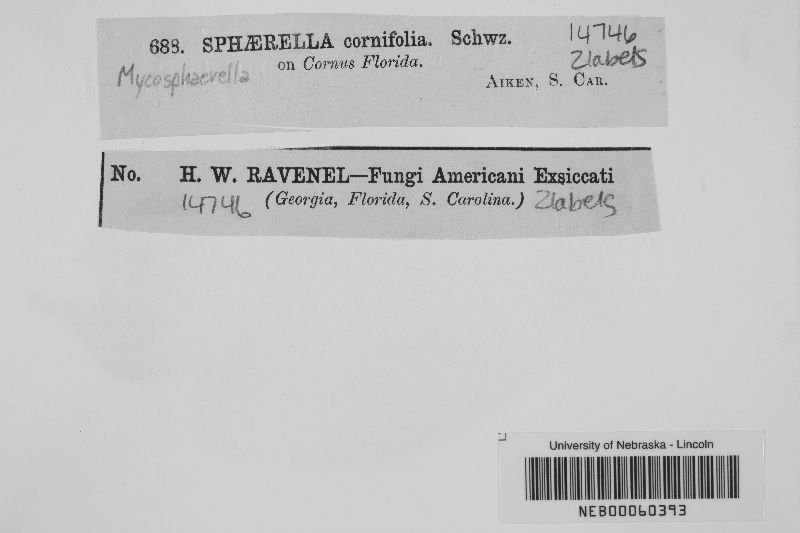 688. SPHÆRELLA cornifolia. Schwz.
14746
on Cornus Florida.
2labels
Mycosphaerella
AIKEN, S. CAR.
No. H. W. RAVENEL—Fungi Americani Exsiccati
14746 (Georgia, Florida, S. Carolina.) 2labels
University of Nebraska - Lincoln
NEB00060393